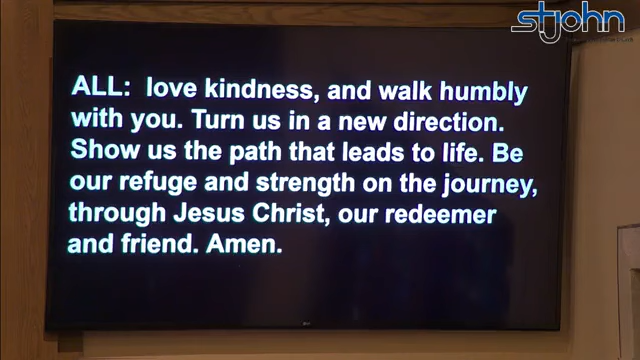 stjohn
ALL: love kindness, and walk humbly
with you. Turn us in a new direction.
Show us the path that leads to life. Be
our refuge and strength on the journey,
through Jesus Christ, our redeemer
and friend. Amen.